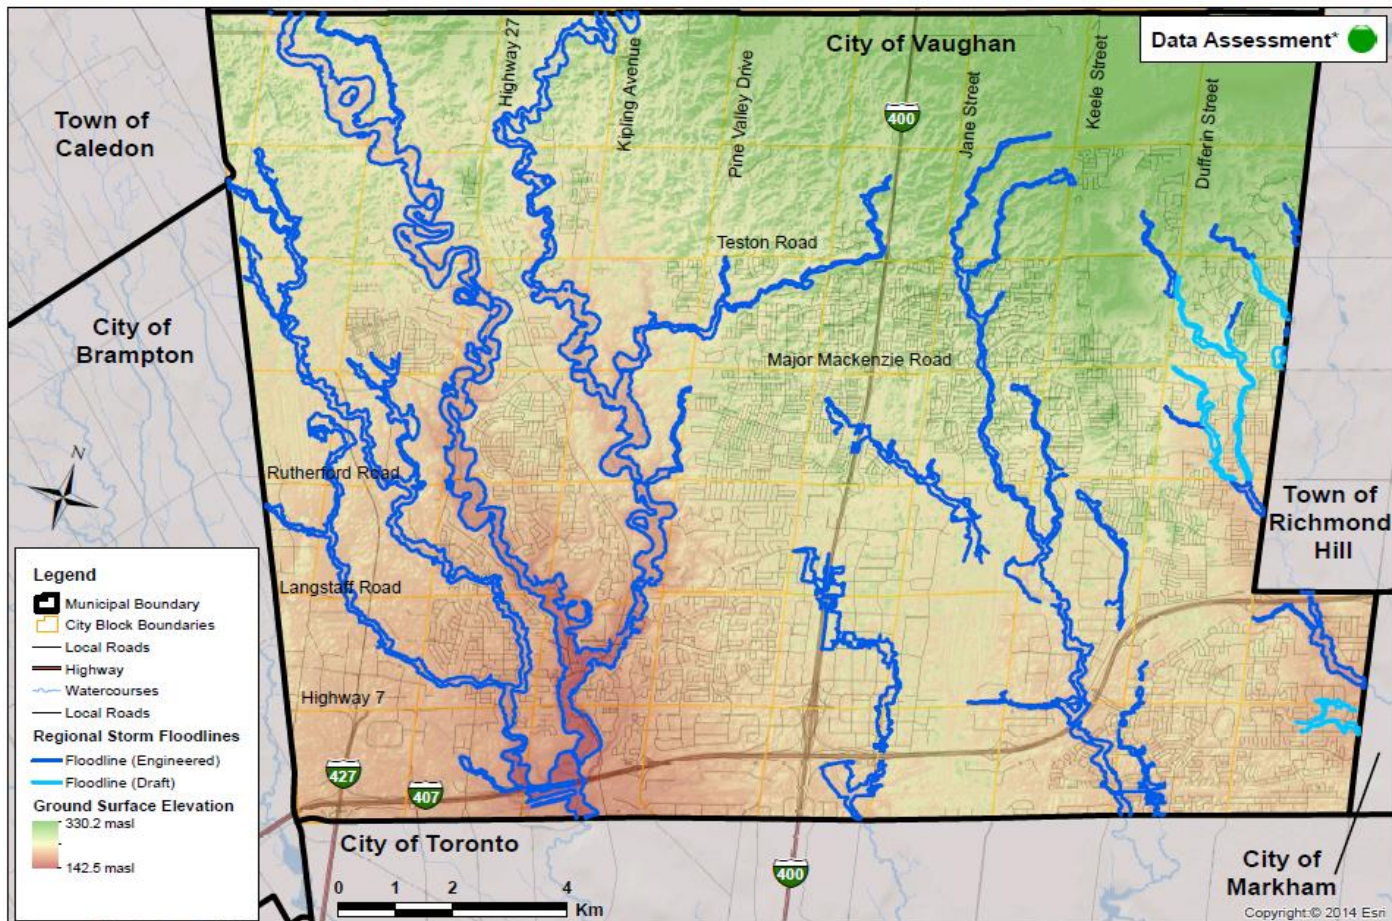 City of Vaughan
Data Assessment*
Town of
Caledon
City of
Brampton
Highway 27
Kipling Avenue
Pine Valley Drive
400
Jane Street
Keele Street
Dufferin Street
Teston Road
Major Mackenzie Road
N
Rutherford Road
Town of
Richmond
Hill
Langstaff Road
Highway 7
427
407
Legend
Municipal Boundary
City Block Boundaries
Local Roads
Highway
Watercourses
Local Roads
Regional Storm Floodlines
Floodline (Engineered)
Floodline (Draft)
Ground Surface Elevation
330.2 masl
142.5 masl
City of Toronto
400
City of
Markham
0 1 2 4
Km
Copyright:© 2014 Esri